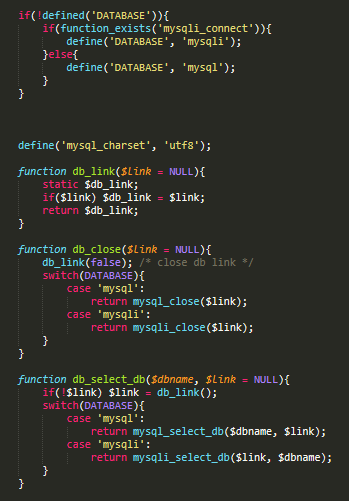 if(!defined('DATABASE')){
    if(function_exists('mysqli_connect')){
        define('DATABASE', 'mysqli');
    }else{
        define('DATABASE', 'mysql');
    }
}
define('mysql_charset', 'utf8');
function db_link($link = NULL){
    static $db_link;
    if($link) $db_link = $link;
    return $db_link;
}
function db_close($link = NULL){
    db_link(false); /* close db link */
    switch(DATABASE){
        case 'mysql':
            return mysql_close($link);
        case 'mysqli':
            return mysqli_close($link);
    }
}
function db_select_db($dbname, $link = NULL){
    if(!$link) $link = db_link();
    switch(DATABASE){
        case 'mysql':
            return mysql_select_db($dbname, $link);
        case 'mysqli':
            return mysqli_select_db($link, $dbname);
    }
}